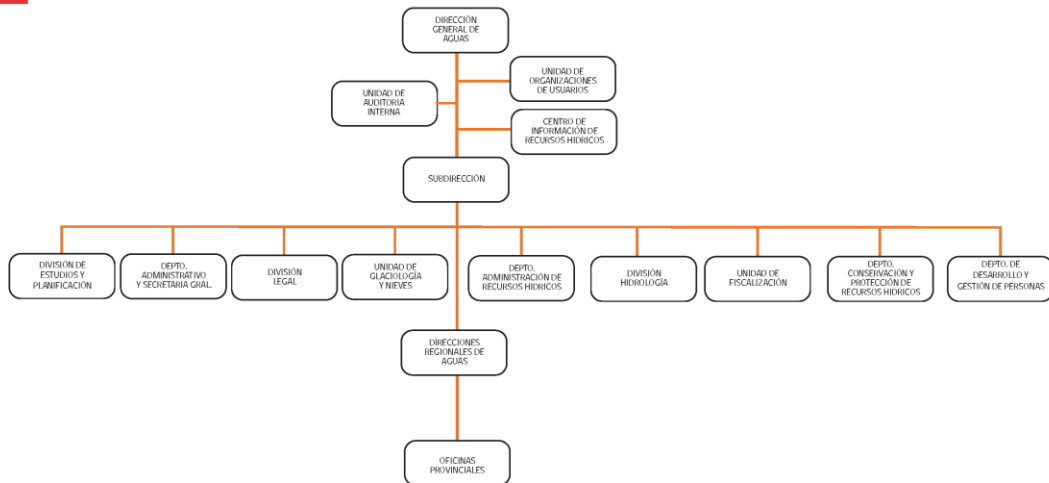 DIRECCIÓN
GENERAL DE
AGUAS
UNIDAD DE
ORGANIZACIONES
DE USUARIOS
UNIDAD DE
AUDITORIA
INTERNA
CENTRO DE
INFORMACIÓN DE
RECURSOS HIDRICOS
SUBDIRECCIÓN
DIVISIÓN DE
ESTUDIOS Y
PLANIFICACIÓN
DEPTO.
ADMINISTRATIVO
Y SECRETARIA GRAL.
DIVISIÓN
LEGAL
UNIDAD DE
GLACIOLOGÍA
Y NIEVES
DEPTO.
ADMINISTRACIÓN DE
RECURSOS HIDRICOS
DIVISIÓN
HIDROLOGÍA
UNIDAD DE
FISCALIZACIÓN
DEPTO.
CONSERVACIÓN Y
PROTECCIÓN DE
RECURSOS HIDRICOS
DEPTO. DE
DESARROLLO Y
GESTIÓN DE PERSONAS
DIRECCIONES
REGIONALES DE
AGUAS
OFICINAS
PROVINCIALES